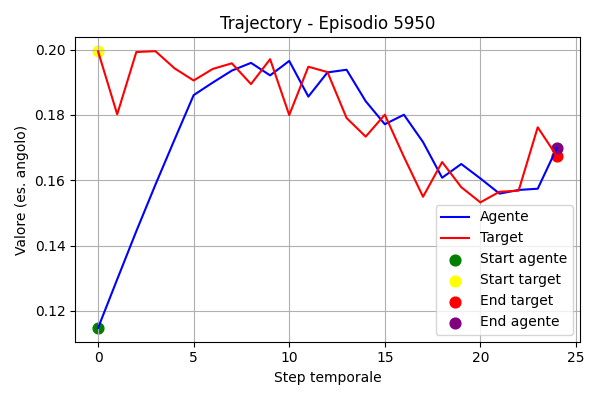 Trajectory - Episodio 5950
Valore (es. angolo)
0.20
0.18
0.16
0.14
0.12
0
5
10
15
20
25
Step temporale
Agente
Target
Start agente
Start target
End target
End agente